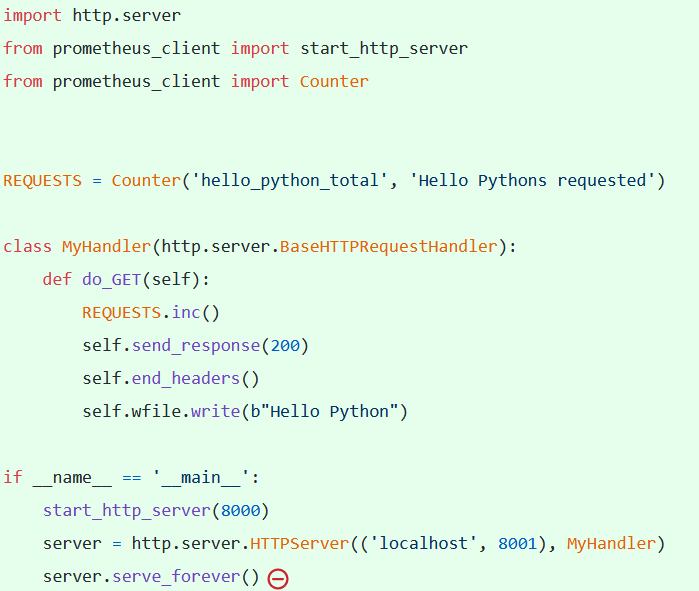 import http.server
from prometheus_client import start_http_server
from prometheus_client import Counter
REQUESTS = Counter('hello_python_total', 'Hello Pythons requested')
class MyHandler(http.server.BaseHTTPRequestHandler):
    def do_GET(self):
        REQUESTS.inc()
        self.send_response(200)
        self.end_headers()
        self.wfile.write(b"Hello Python")
if __name__ == '__main__':
    start_http_server(8000)
    server = http.server.HTTPServer(('localhost', 8001), MyHandler)
    server.serve_forever()